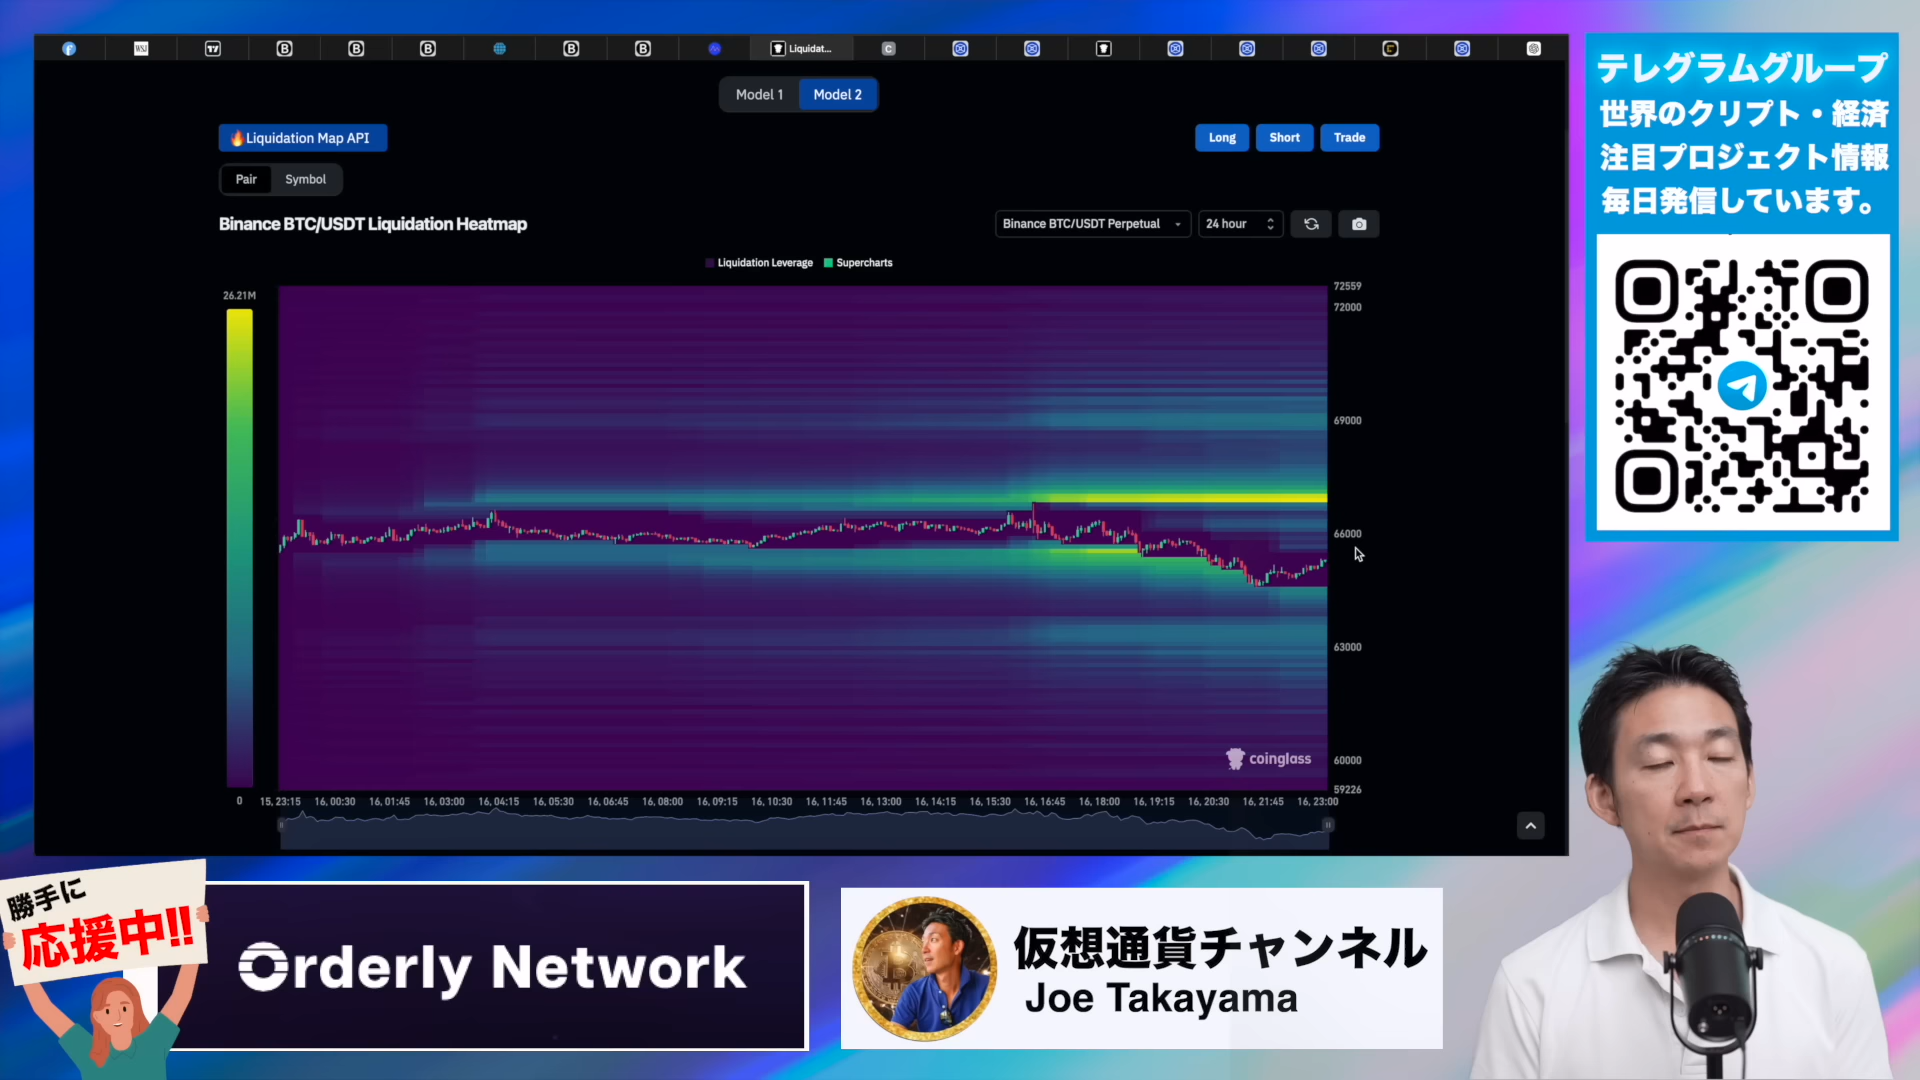 WSJ
Liquidat...
Model 1
Model 2
🔥Liquidation Map API
Long
Short
Trade
Pair
Symbol
Binance BTC/USDT Liquidation Heatmap
Binance BTC/USDT Perpetual
24 hour
Liquidation Leverage
Supercharts
26.21M
0
72559
72000
69000
66000
63000
60000
59226
coinglass
15, 23:15
16, 00:30
16, 01:45
16, 03:00
16, 04:15
16, 05:30
16, 06:45
16, 08:00
16, 09:15
16, 10:30
16, 11:45
16, 13:00
16, 14:15
16, 15:30
16, 16:45
16, 18:00
16, 19:15
16, 20:30
16, 21:45
16, 23:00
テレグラムグループ
世界のクリプト・経済
注目プロジェクト情報
毎日発信しています。
勝手に
応援中!!
Orderly Network
仮想通貨チャンネル
Joe Takayama